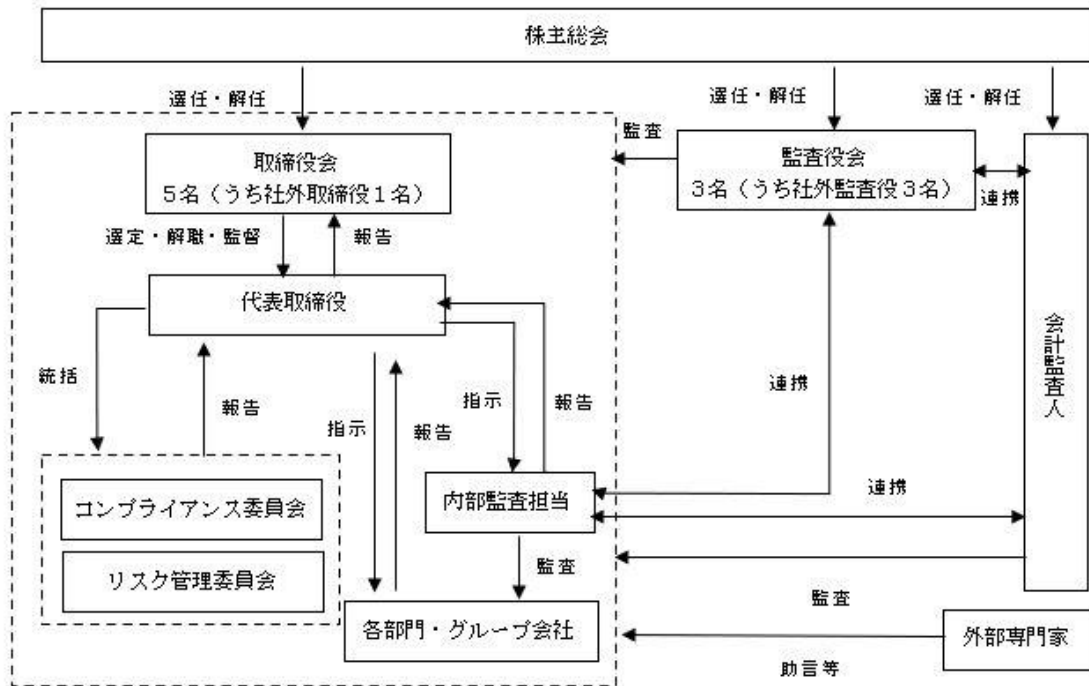 株主総会
選任・解任
選任・解任
選任・解任
監査
取締役会
5名（うち社外取締役1名）
監査役会
3名（うち社外監査役3名）
連携
選定・解職・監督
報告
代表取締役
会計監査人
統括
報告
指示
報告
指示
報告
連携
コンプライアンス委員会
リスク管理委員会
内部監査担当
連携
監査
各部門・グループ会社
監査
外部専門家
助言等